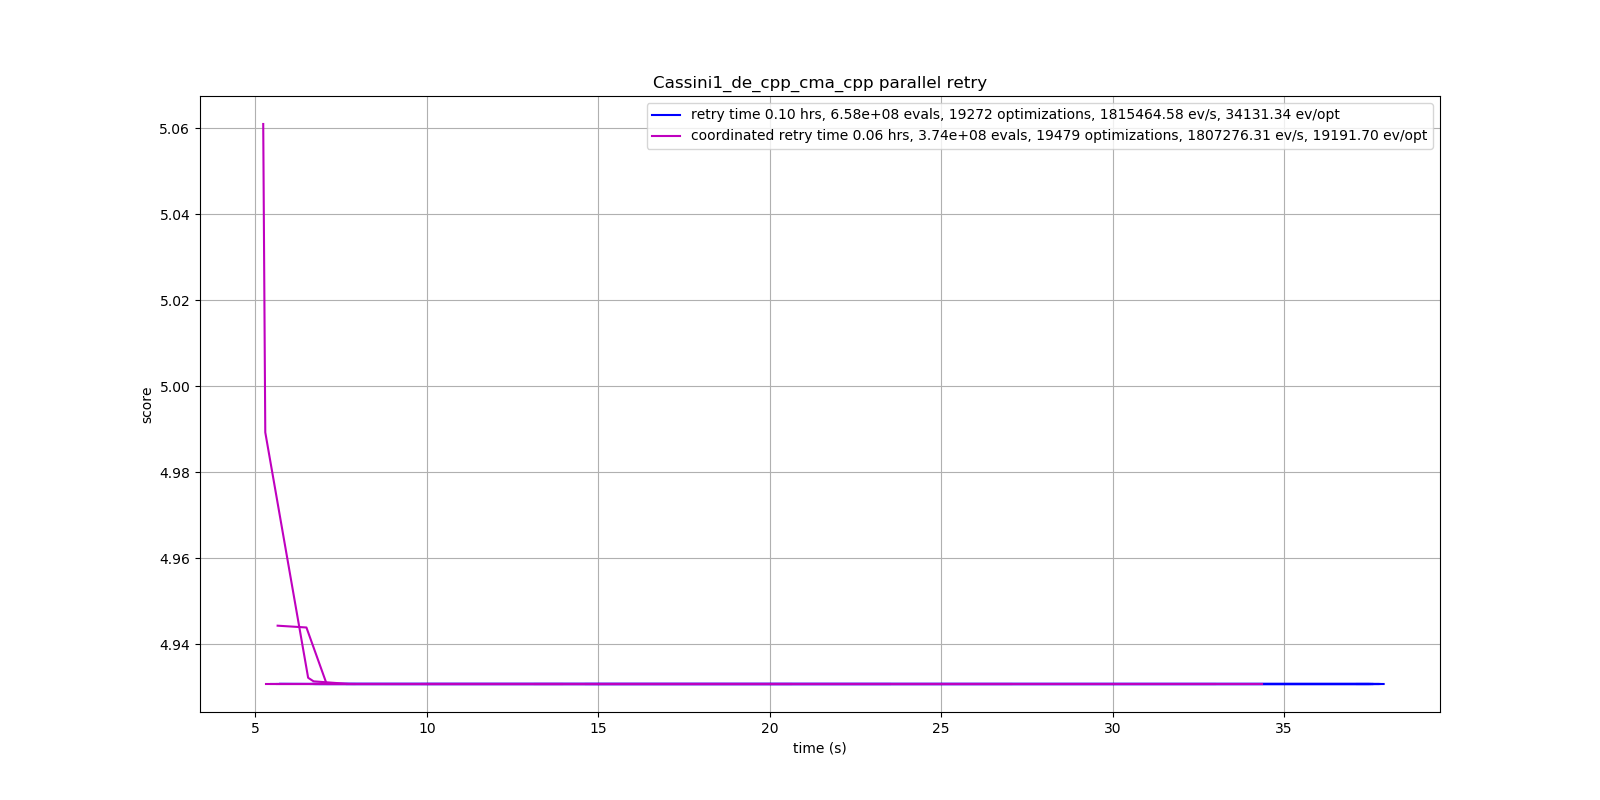 Cassini1_de_cpp_cma_cpp parallel retry
retry time 0.10 hrs, 6.58e+08 evals, 19272 optimizations, 1815464.58 ev/s, 34131.34 ev/opt
coordinated retry time 0.06 hrs, 3.74e+08 evals, 19479 optimizations, 1807276.31 ev/s, 19191.70 ev/opt
score
5.06
5.04
5.02
5.00
4.98
4.96
4.94
5 10 15 20 25 30 35
time (s)